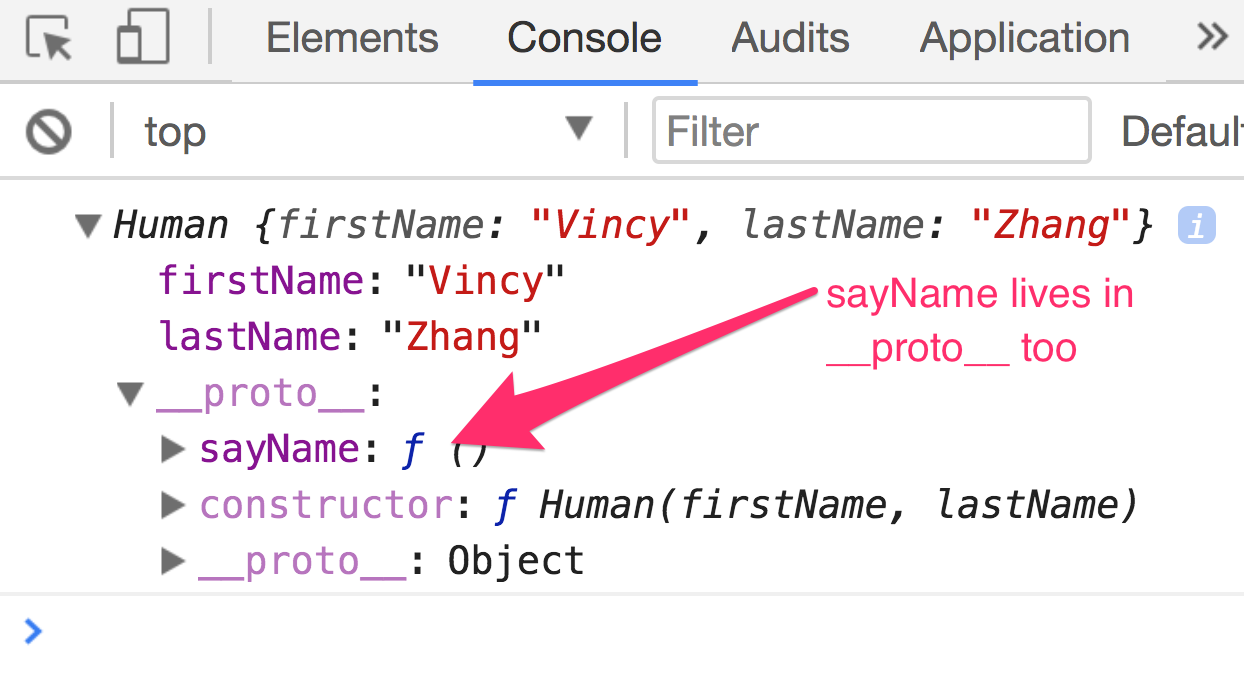 Elements Console Audits Application »
top ▼ Filter Defaul
▼ Human {firstName: "Vincy", lastName: "Zhang"} i
firstName: "Vincy"
sayName lives in
lastName: "Zhang"
__proto__ too
▼ __proto__:
▶ sayName: ƒ ()
▶ constructor: ƒ Human(firstName, lastName)
▶ __proto__: Object
>